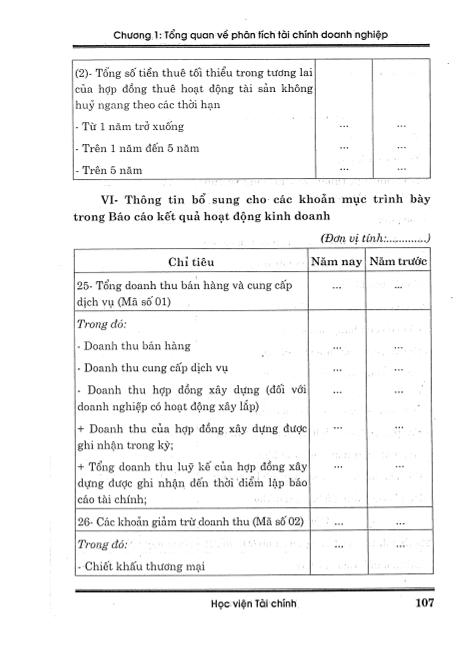 Chương 1: Tổng quan về phân tích tài chính doanh nghiệp
(2)- Tổng số tiền thuê tối thiểu trong tương lai
của hợp đồng thuê hoạt động tài sản không
huỷ ngang theo các thời hạn
- Từ 1 năm trở xuống ... ...
- Trên 1 năm đến 5 năm ... ...
- Trên 5 năm ... ...
VI- Thông tin bổ sung cho các khoản mục trình bày
trong Báo cáo kết quả hoạt động kinh doanh
(Đơn vị tính:............)
Chỉ tiêu Năm nay Năm trước
25- Tổng doanh thu bán hàng và cung cấp ... ...
dịch vụ (Mã số 01)
Trong đó:
- Doanh thu bán hàng ... ...
- Doanh thu cung cấp dịch vụ ... ...
- Doanh thu hợp đồng xây dựng (đối với ... ...
doanh nghiệp có hoạt động xây lắp)
+ Doanh thu của hợp đồng xây dựng được ... ...
ghi nhận trong kỳ;
+ Tổng doanh thu luỹ kế của hợp đồng xây ... ...
dựng được ghi nhận đến thời điểm lập báo
cáo tài chính;
26- Các khoản giảm trừ doanh thu (Mã số 02) ... ...
Trong đó:
- Chiết khấu thương mại
Học viện Tài chính 107